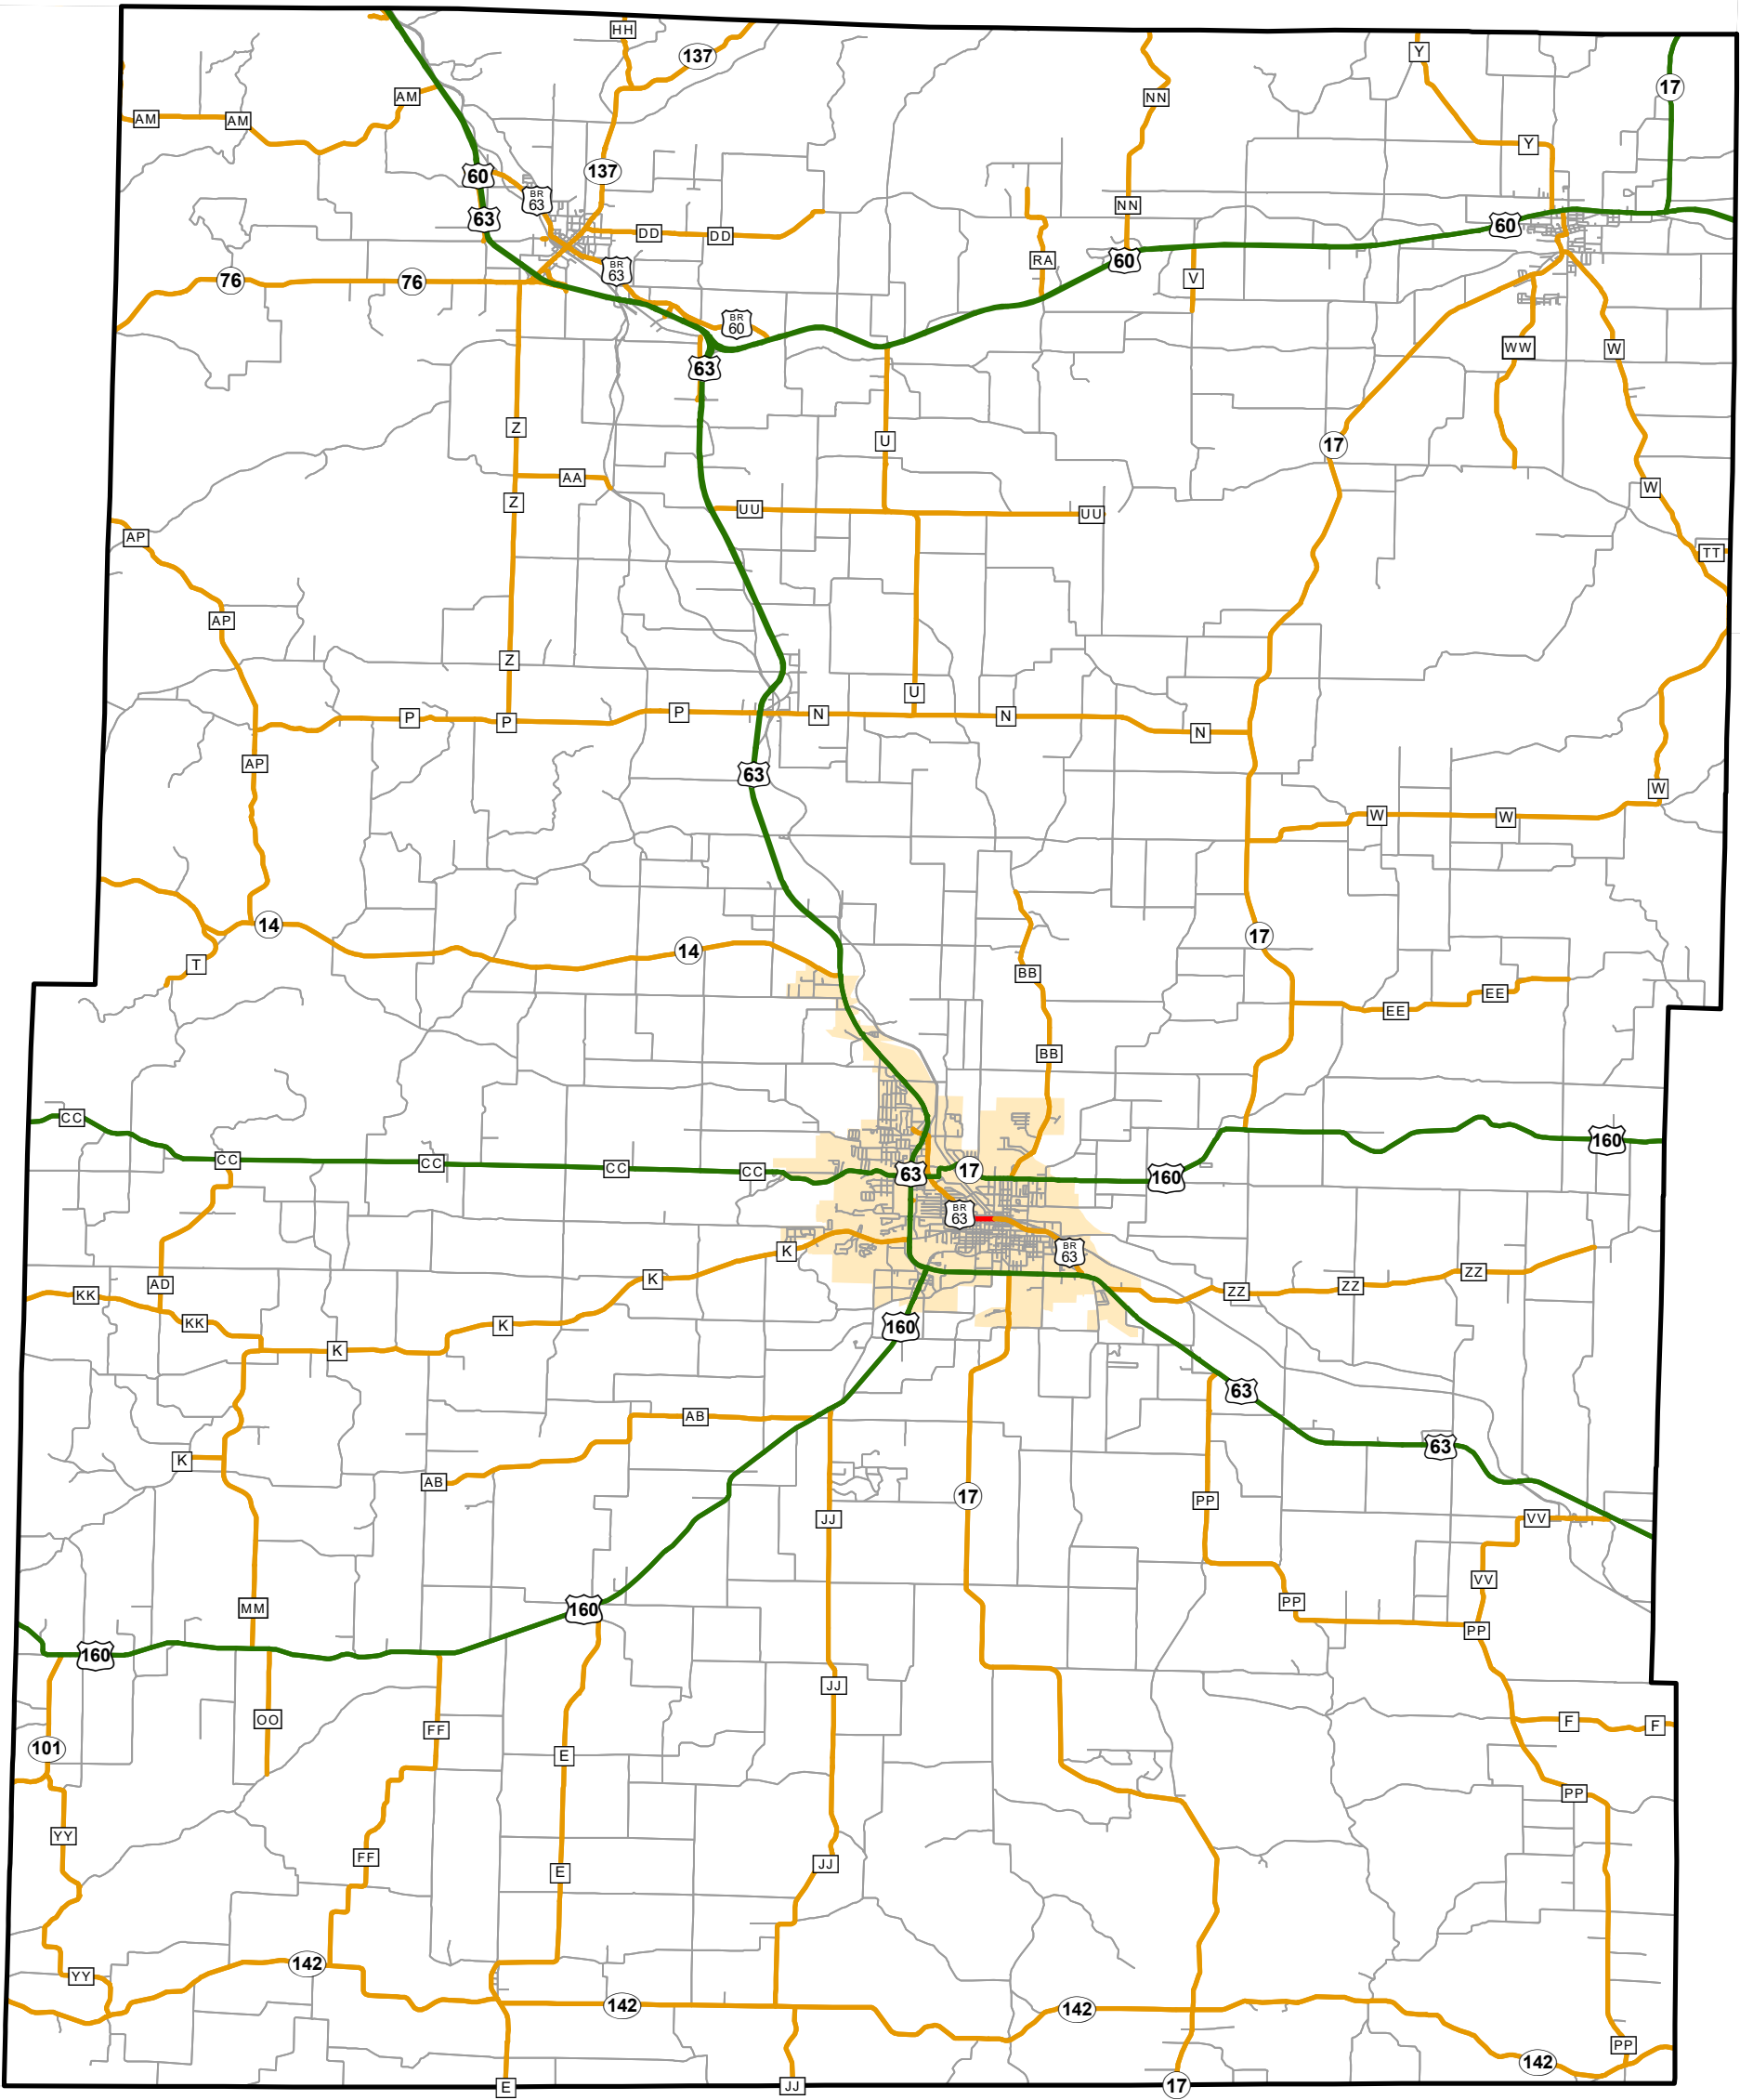 HH
137
Y
17
AM
NN
AM
AM
137
Y
60
BR
63
NN
63
DD
DD
60
RA
60
BR
63
V
76
76
BR
60
WW
W
63
Z
U
17
AA
W
Z
UU
UU
AP
TT
AP
Z
U
P
P
P
N
N
N
AP
63
W
W
W
14
17
14
T
BB
EE
EE
BB
CC
160
CC
CC
CC
CC
63
17
160
BR
63
K
BR
63
K
AD
ZZ
ZZ
ZZ
KK
KK
K
160
K
63
AB
63
K
AB
17
PP
JJ
VV
VV
MM
160
PP
PP
160
JJ
OO
FF
F
F
101
E
PP
YY
FF
JJ
E
142
YY
142
142
PP
142
E
JJ
17